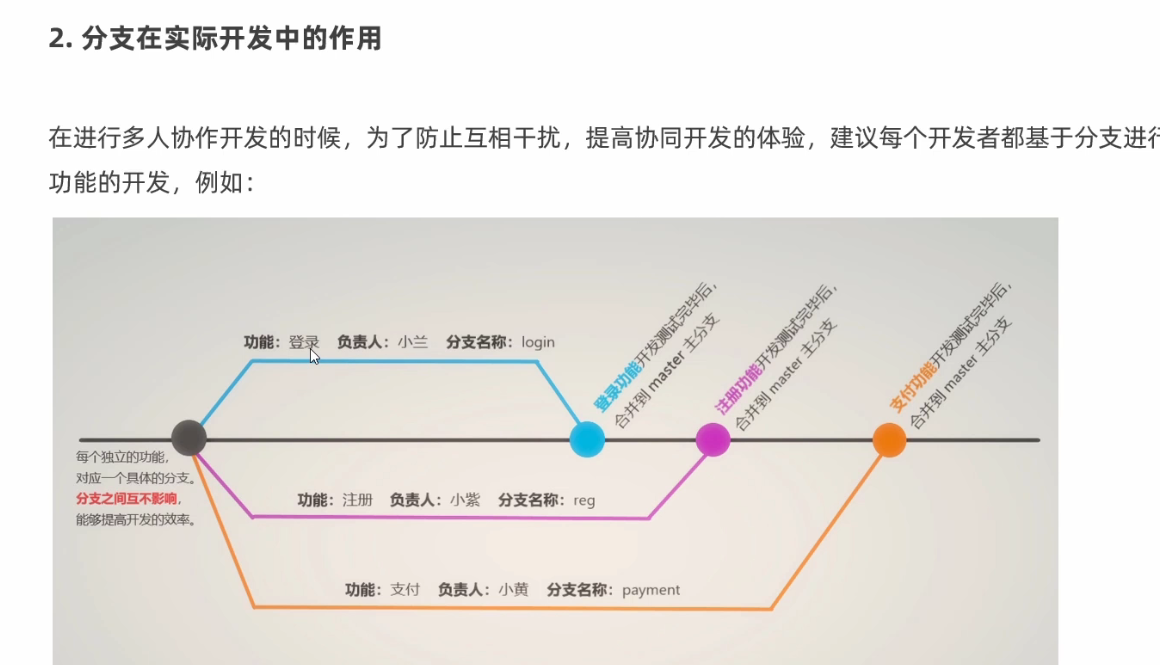 2. 分支在实际开发中的作用
在进行多人协作开发的时候，为了防止互相干扰，提高协同开发的体验，建议每个开发者都基于分支进行
功能的开发，例如：
功能：登录 负责人：小兰 分支名称：login
登录功能开发测试完毕后，
合并到 master 主分支
注册功能开发测试完毕后，
合并到 master 主分支
支付功能开发测试完毕后，
合并到 master 主分支
每个独立的功能，
对应一个具体的分支。
分支之间互不影响，
能够提高开发的效率。
功能：注册 负责人：小紫 分支名称：reg
功能：支付 负责人：小黄 分支名称：payment